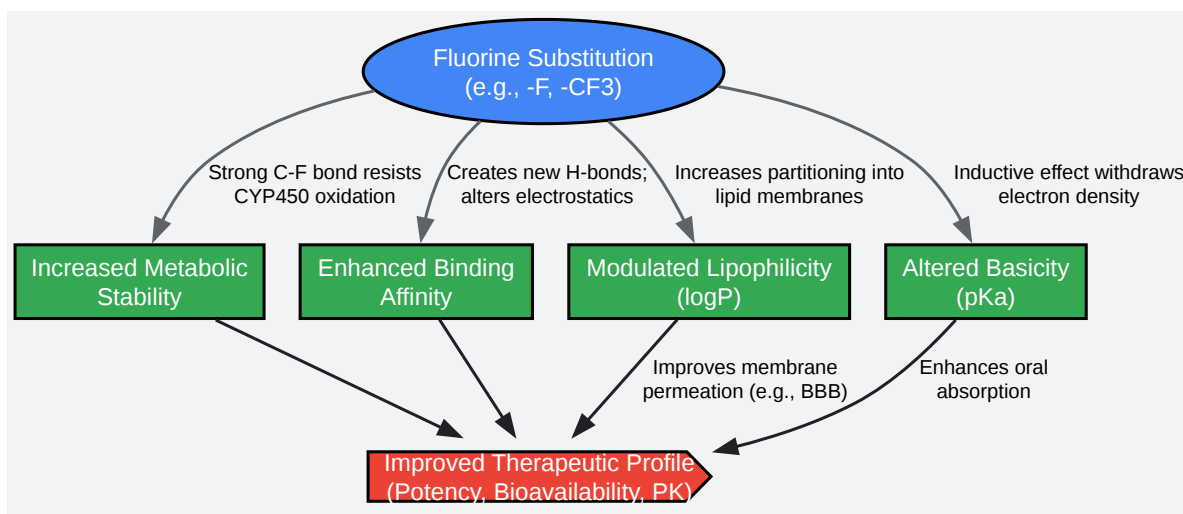 Fluorine Substitution
(e.g., -F, -CF3)
Strong C-F bond resists
CYP450 oxidation
Creates new H-bonds;
alters electrostatics
Increases partitioning into
lipid membranes
Inductive effect withdraws
electron density
Increased Metabolic
Stability
Enhanced Binding
Affinity
Modulated Lipophilicity
(logP)
Altered Basicity
(pKa)
Improves membrane
permeation (e.g., BBB)
Enhances oral
absorption
Improved Therapeutic Profile
(Potency, Bioavailability, PK)